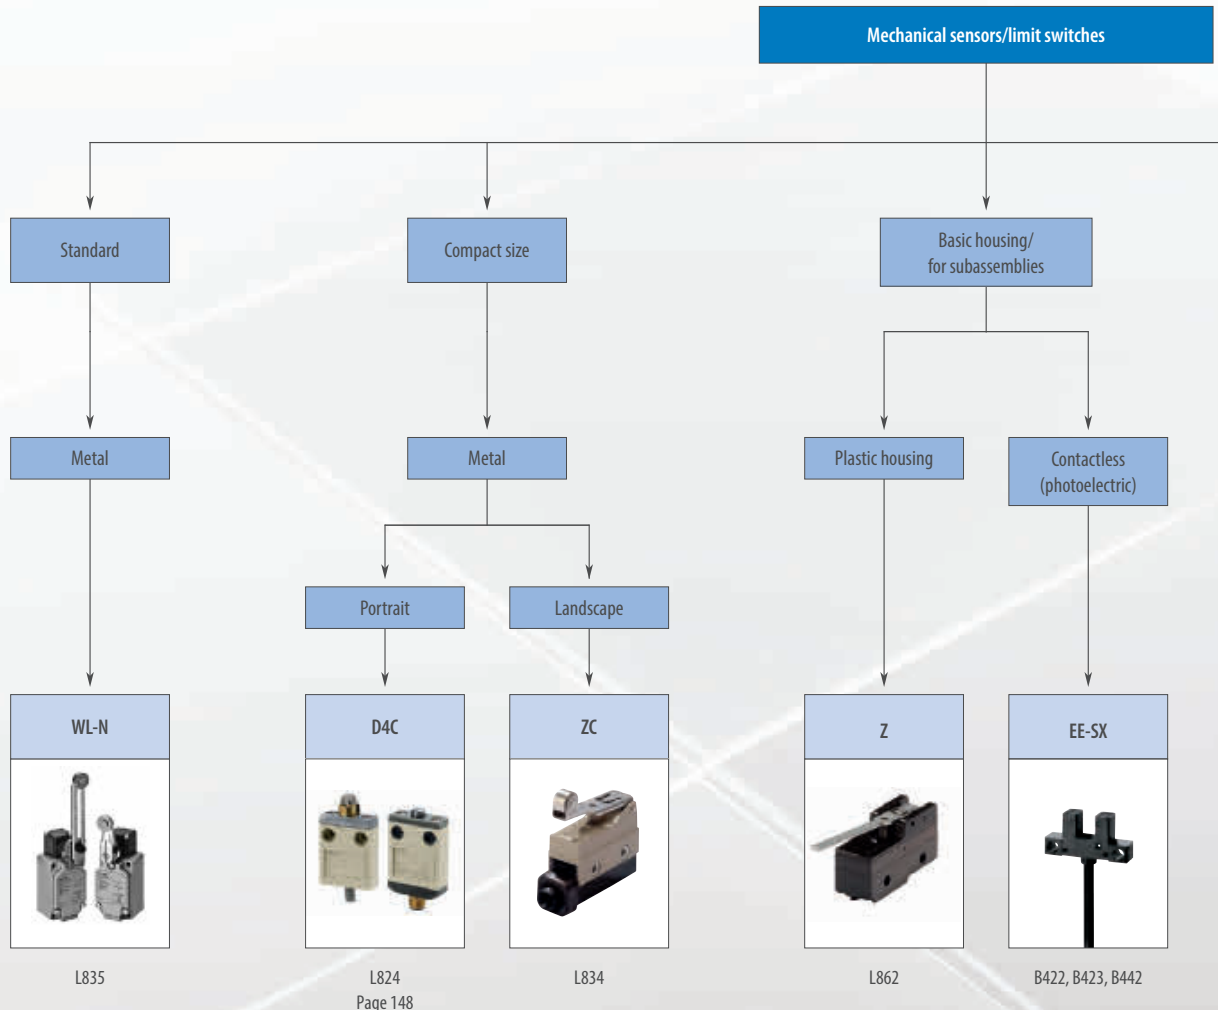 Mechanical sensors/limit switches
Standard
Compact size
Basic housing/
for subassemblies
Metal
Metal
Plastic housing
Contactless
(photoelectric)
Portrait
Landscape
WL-N
D4C
ZC
Z
EE-SX
L835
L824
Page 148
L834
L862
B422, B423, B442